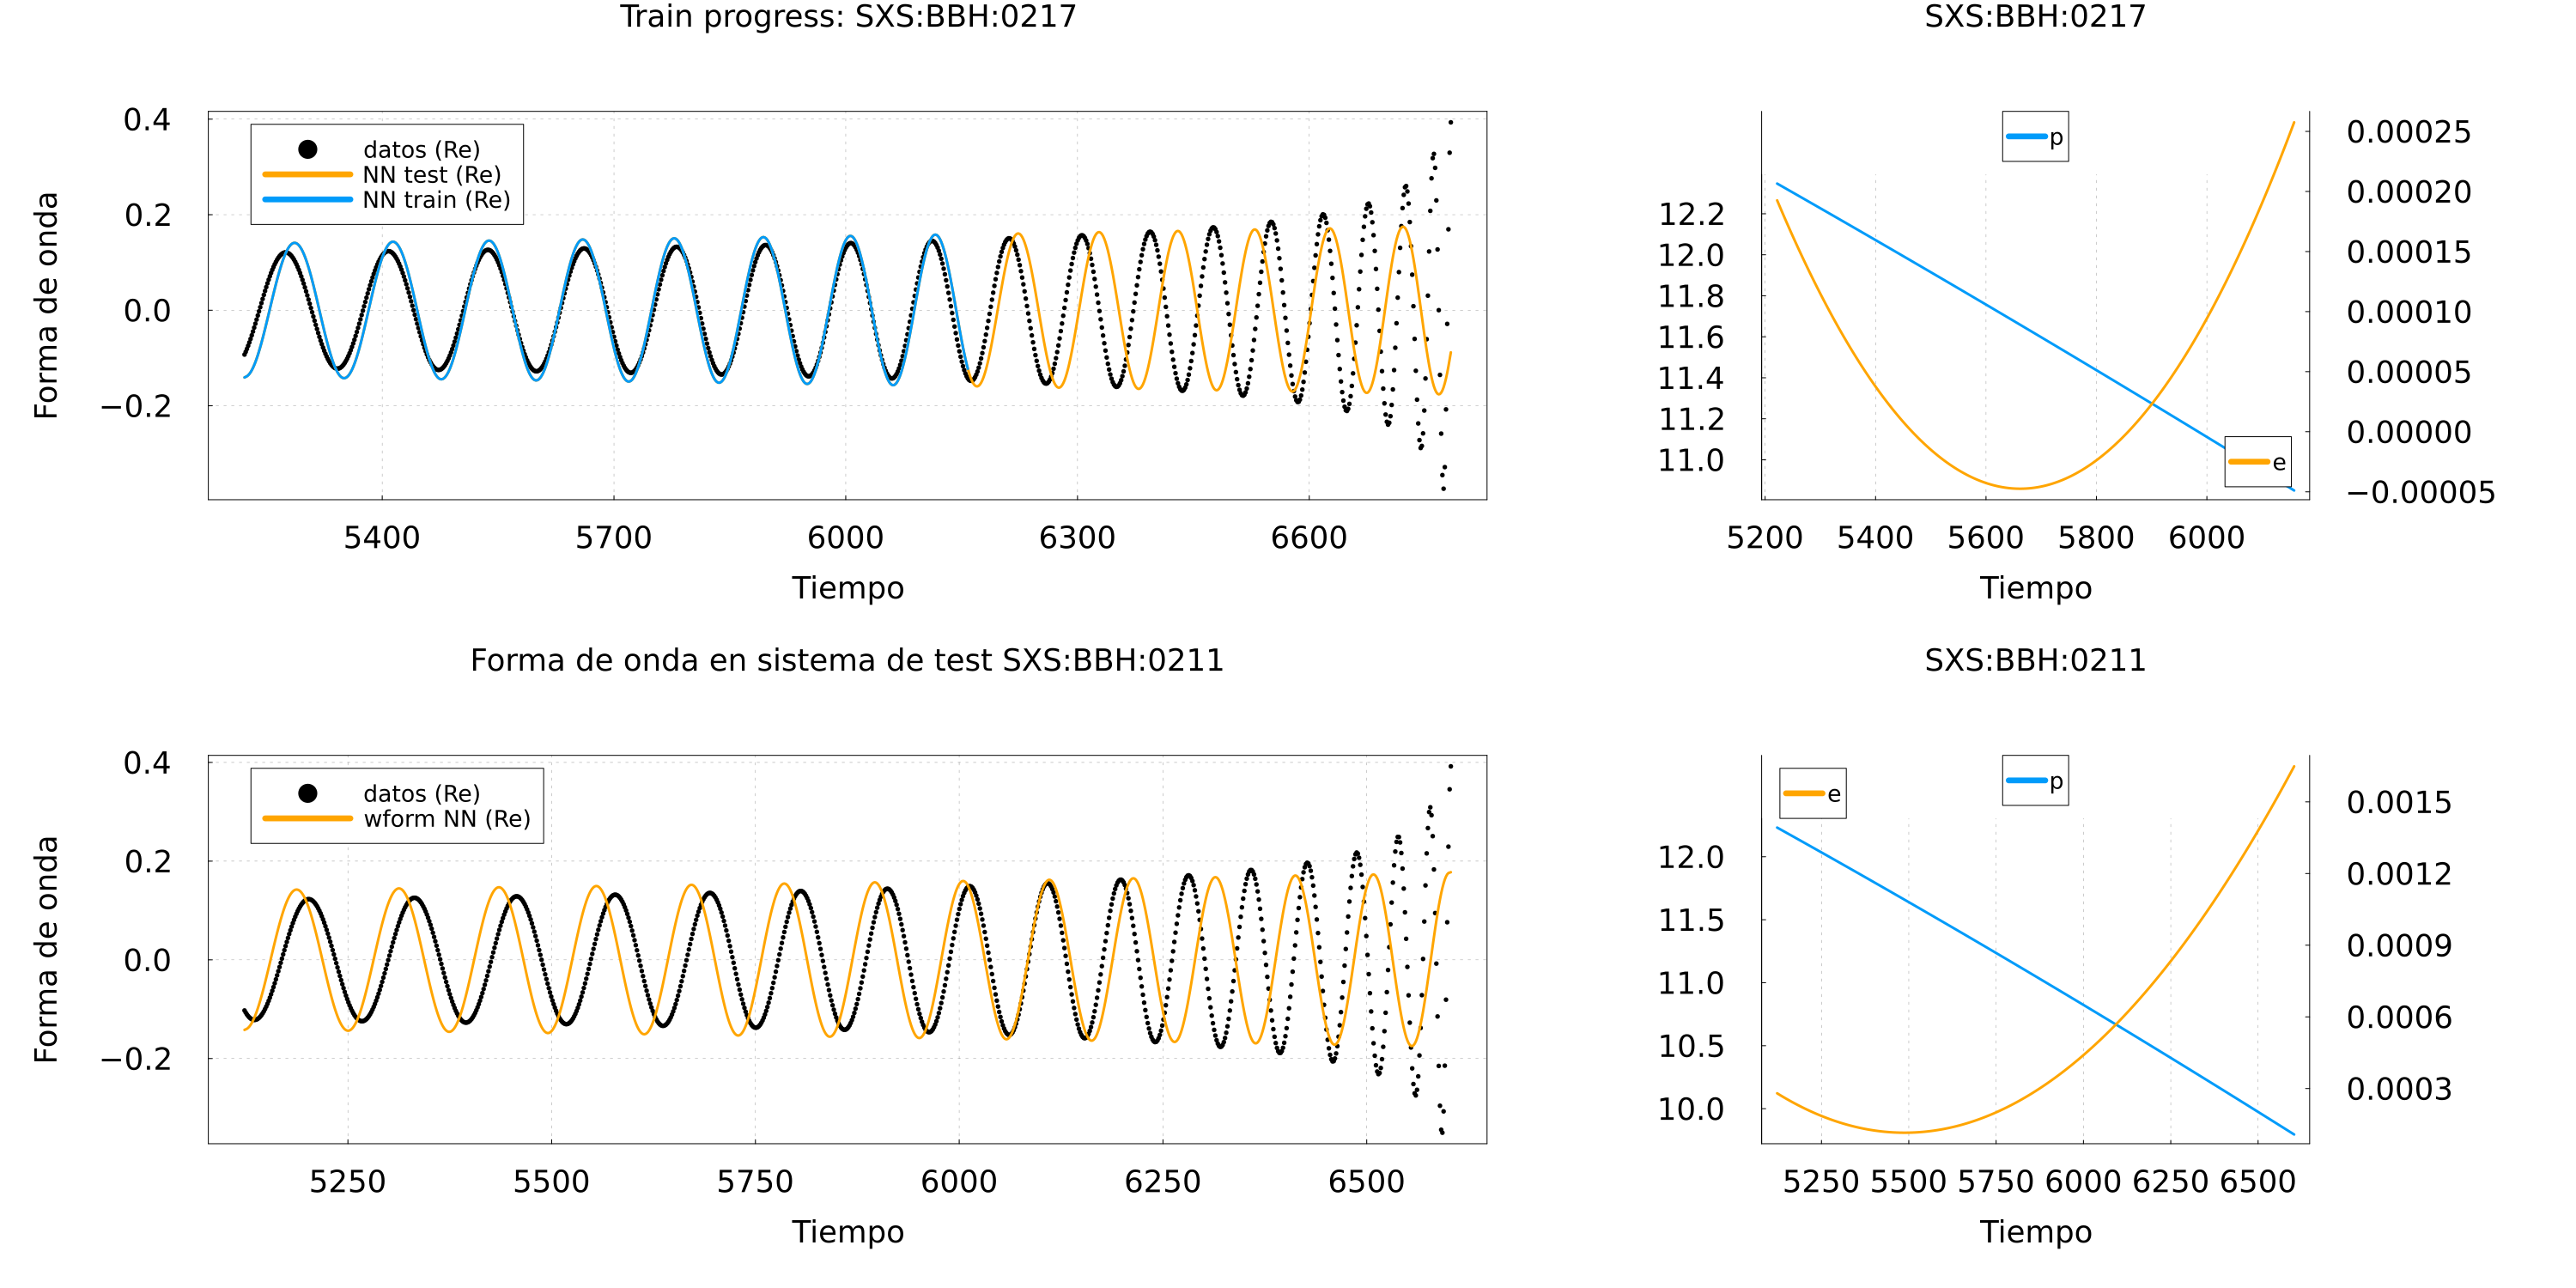 Train progress: SXS:BBH:0217
0.4
0.2
0.0
−0.2
Forma de onda
datos (Re)
NN test (Re)
NN train (Re)
5400 5700 6000 6300 6600
Tiempo
SXS:BBH:0217
p
e
12.2
12.0
11.8
11.6
11.4
11.2
11.0
0.00025
0.00020
0.00015
0.00010
0.00005
0.00000
−0.00005
5200 5400 5600 5800 6000
Tiempo
Forma de onda en sistema de test SXS:BBH:0211
0.4
0.2
0.0
−0.2
Forma de onda
datos (Re)
wform NN (Re)
5250 5500 5750 6000 6250 6500
Tiempo
SXS:BBH:0211
e
p
12.0
11.5
11.0
10.5
10.0
0.0015
0.0012
0.0009
0.0006
0.0003
5250 5500 5750 6000 6250 6500
Tiempo